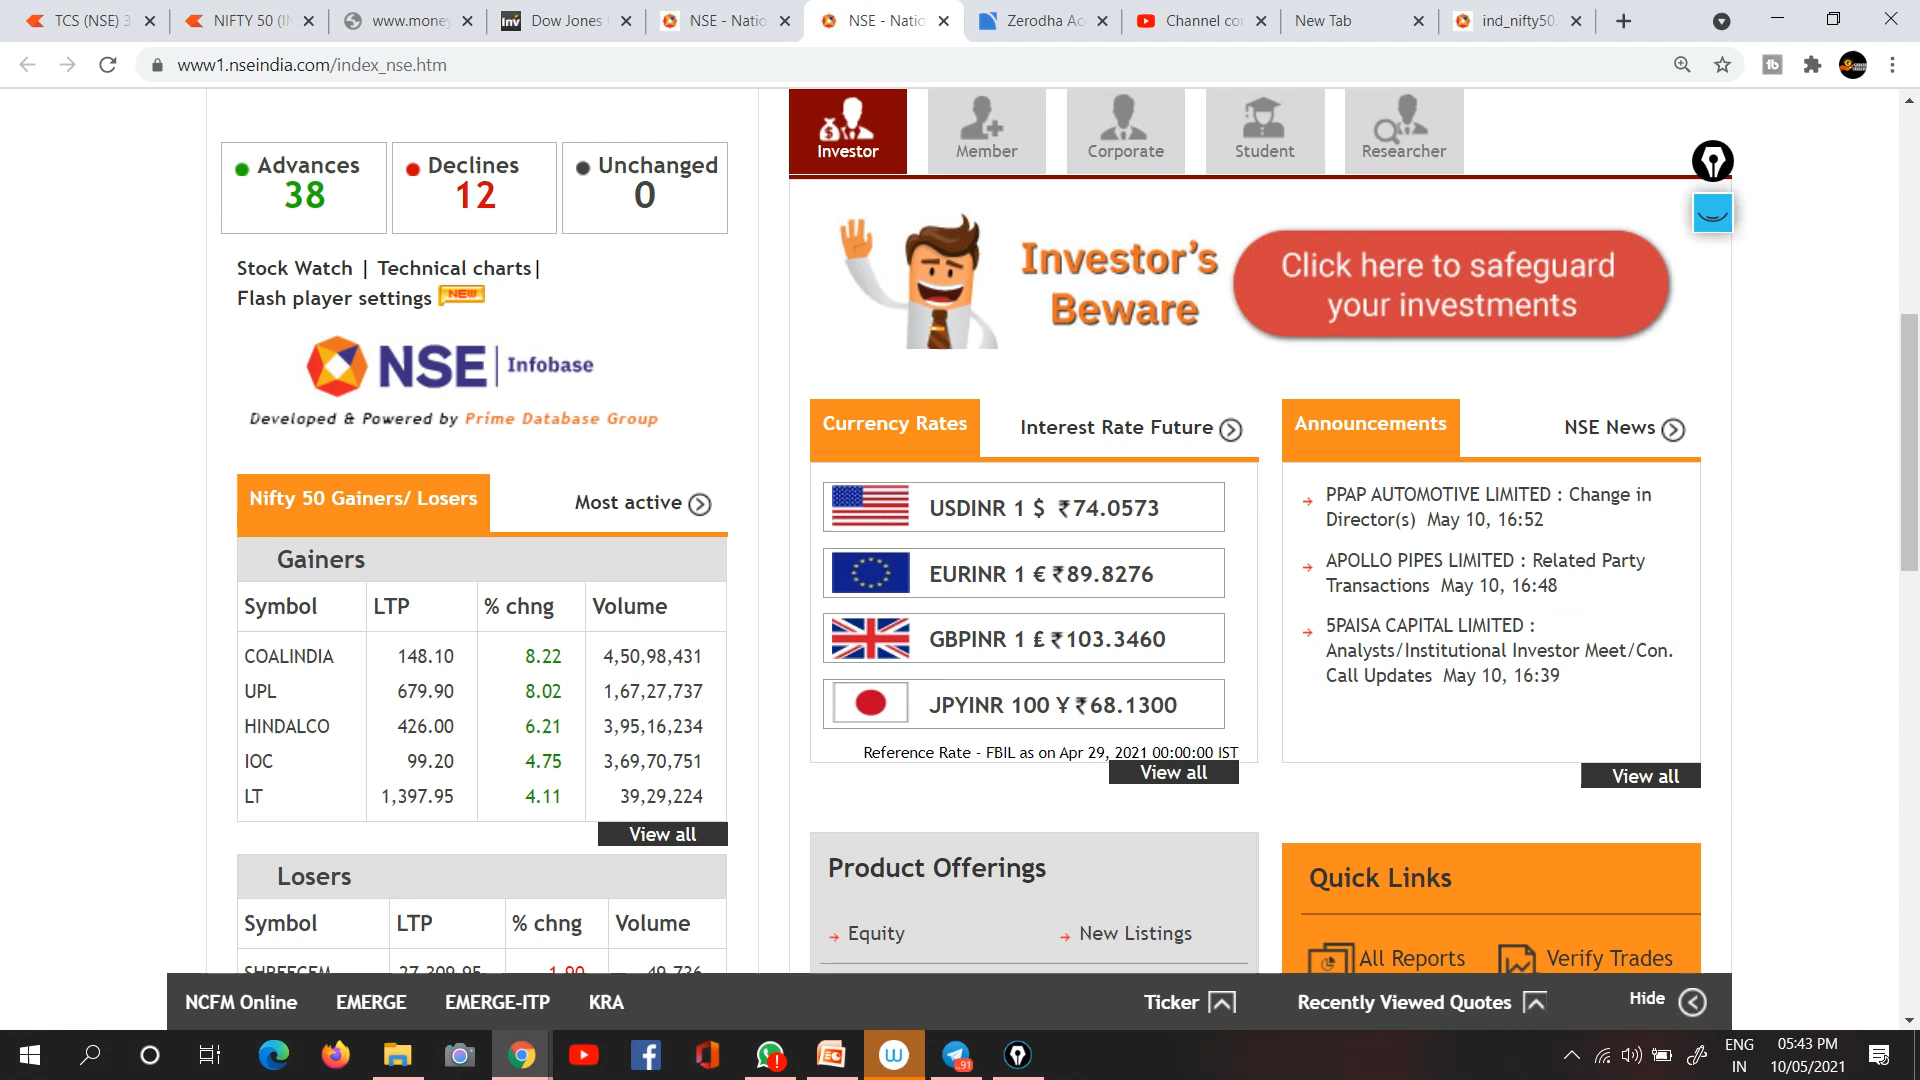 TCS (NSE) 3
NIFTY 50 (I
www.money
Dow Jones
NSE - Natio
NSE - Natio
Zerodha Ac
Channel co
New Tab
ind_nifty50.
www1.nseindia.com/index_nse.htm
Advances
38
Declines
12
Unchanged
0
Stock Watch | Technical charts|
Flash player settings NEW
NSE Infobase
Developed & Powered by Prime Database Group
Nifty 50 Gainers/ Losers
Most active
Gainers
Symbol LTP % chng Volume
COALINDIA 148.10 8.22 4,50,98,431
UPL 679.90 8.02 1,67,27,737
HINDALCO 426.00 6.21 3,95,16,234
IOC 99.20 4.75 3,69,70,751
LT 1,397.95 4.11 39,29,224
View all
Losers
Symbol LTP % chng Volume
SHREECEM 27,309.95 -1.90 49,736
Investor
Member
Corporate
Student
Researcher
Investor's
Beware
Click here to safeguard
your investments
Currency Rates
Interest Rate Future
USDINR 1 $ ₹74.0573
EURINR 1 € ₹89.8276
GBPINR 1 £ ₹103.3460
JPYINR 100 ¥ ₹68.1300
Reference Rate - FBIL as on Apr 29, 2021 00:00:00 IST
View all
Announcements
NSE News
PPAP AUTOMOTIVE LIMITED : Change in
Director(s) May 10, 16:52
APOLLO PIPES LIMITED : Related Party
Transactions May 10, 16:48
5PAISA CAPITAL LIMITED :
Analysts/Institutional Investor Meet/Con.
Call Updates May 10, 16:39
View all
Product Offerings
Equity
New Listings
Quick Links
All Reports
Verify Trades
NCFM Online
EMERGE
EMERGE-ITP
KRA
Ticker
Recently Viewed Quotes
Hide
ENG
IN
05:43 PM
10/05/2021